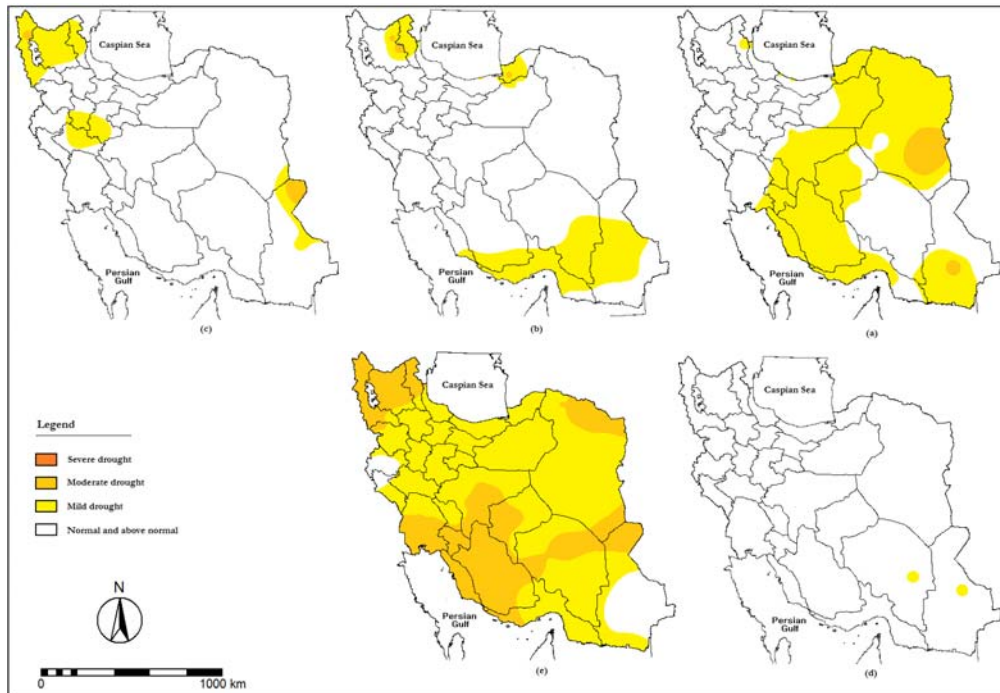 Caspian Sea
Persian
Gulf
(c)
Caspian Sea
Persian
Gulf
(b)
Caspian Sea
Persian
Gulf
(a)
Legend
Severe drought
Moderate drought
Mild drought
Normal and above normal
N
0 1000 km
Caspian Sea
Persian
Gulf
(e)
Caspian Sea
Persian
Gulf
(d)